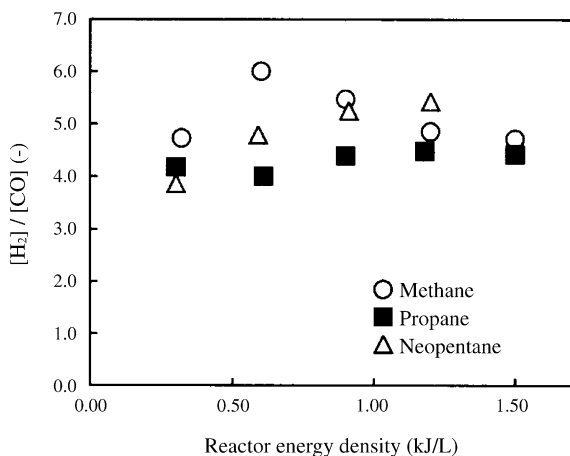 7.0
6.0
5.0
4.0
3.0
2.0
1.0
0.0
[H₂] / [CO] (-)
Methane
Propane
Neopentane
0.00 0.50 1.00 1.50
Reactor energy density (kJ/L)